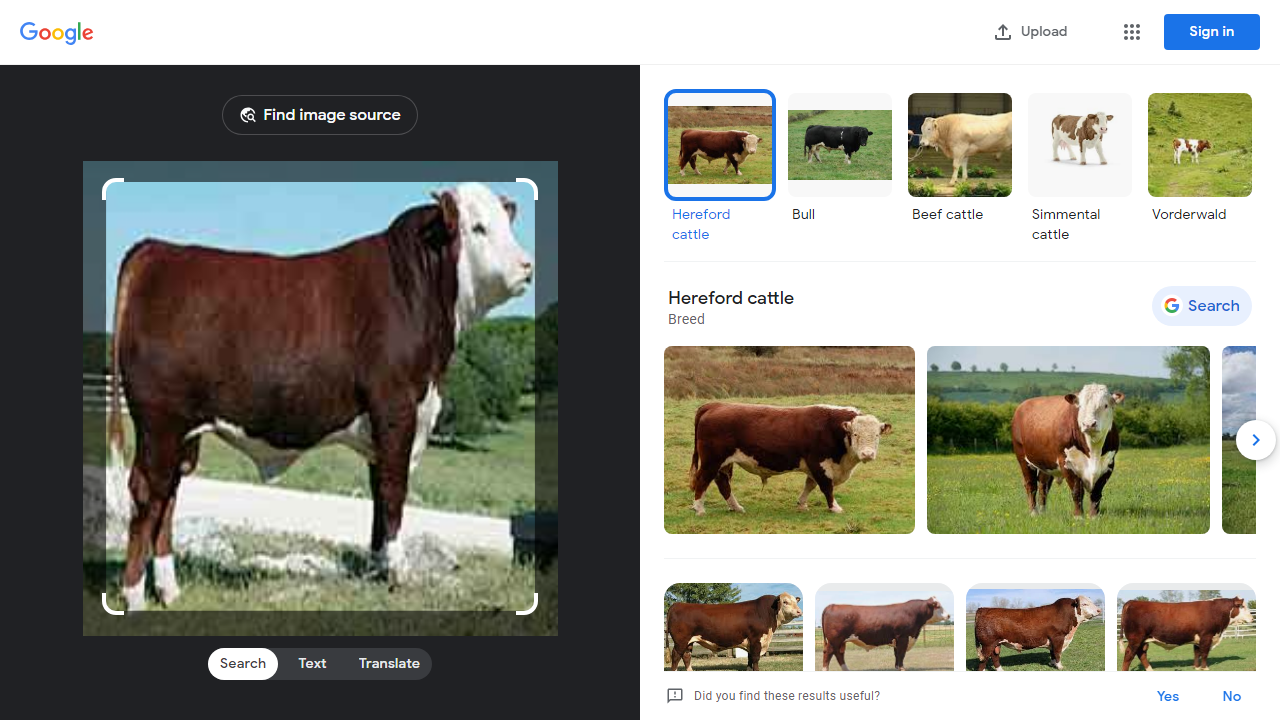 Google
Upload
Sign in
Find image source
Hereford
cattle
Bull
Beef cattle
Simmental
cattle
Vorderwald
Hereford cattle
Breed
Search
Search
Text
Translate
Did you find these results useful?
Yes
No